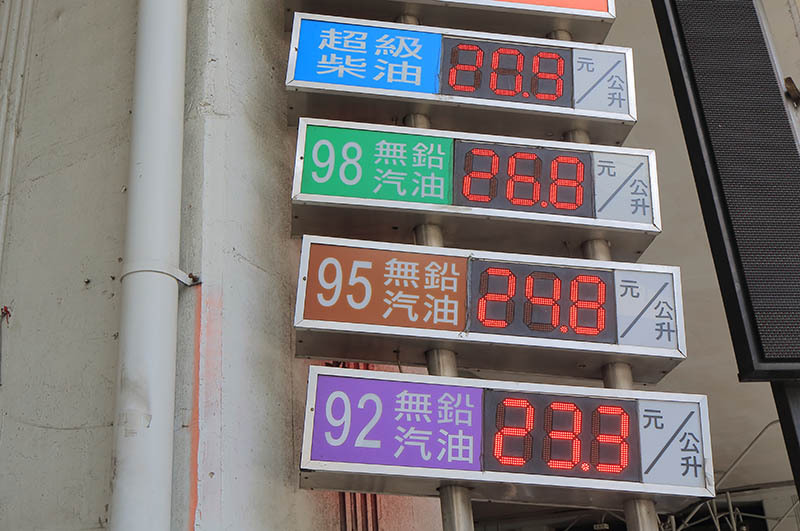 超級
柴油
20.9
元/公升
98
無鉛
汽油
26.8
元/公升
95
無鉛
汽油
24.8
元/公升
92
無鉛
汽油
23.3
元/公升